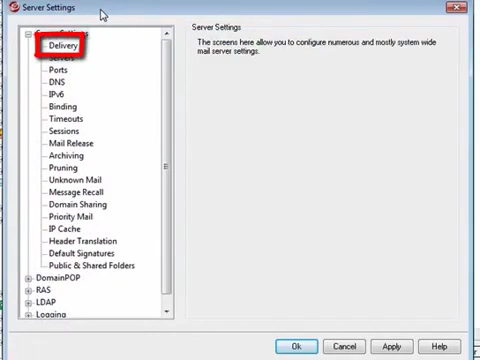 Server Settings
Server Settings
Delivery
Servers
Ports
DNS
IPv6
Binding
Timeouts
Sessions
Mail Release
Archiving
Pruning
Unknown Mail
Message Recall
Domain Sharing
Priority Mail
IP Cache
Header Translation
Default Signatures
Public & Shared Folders
DomainPOP
RAS
LDAP
Logging
Server Settings
The screens here allow you to configure numerous and mostly system wide
mail server settings.
Ok
Cancel
Apply
Help